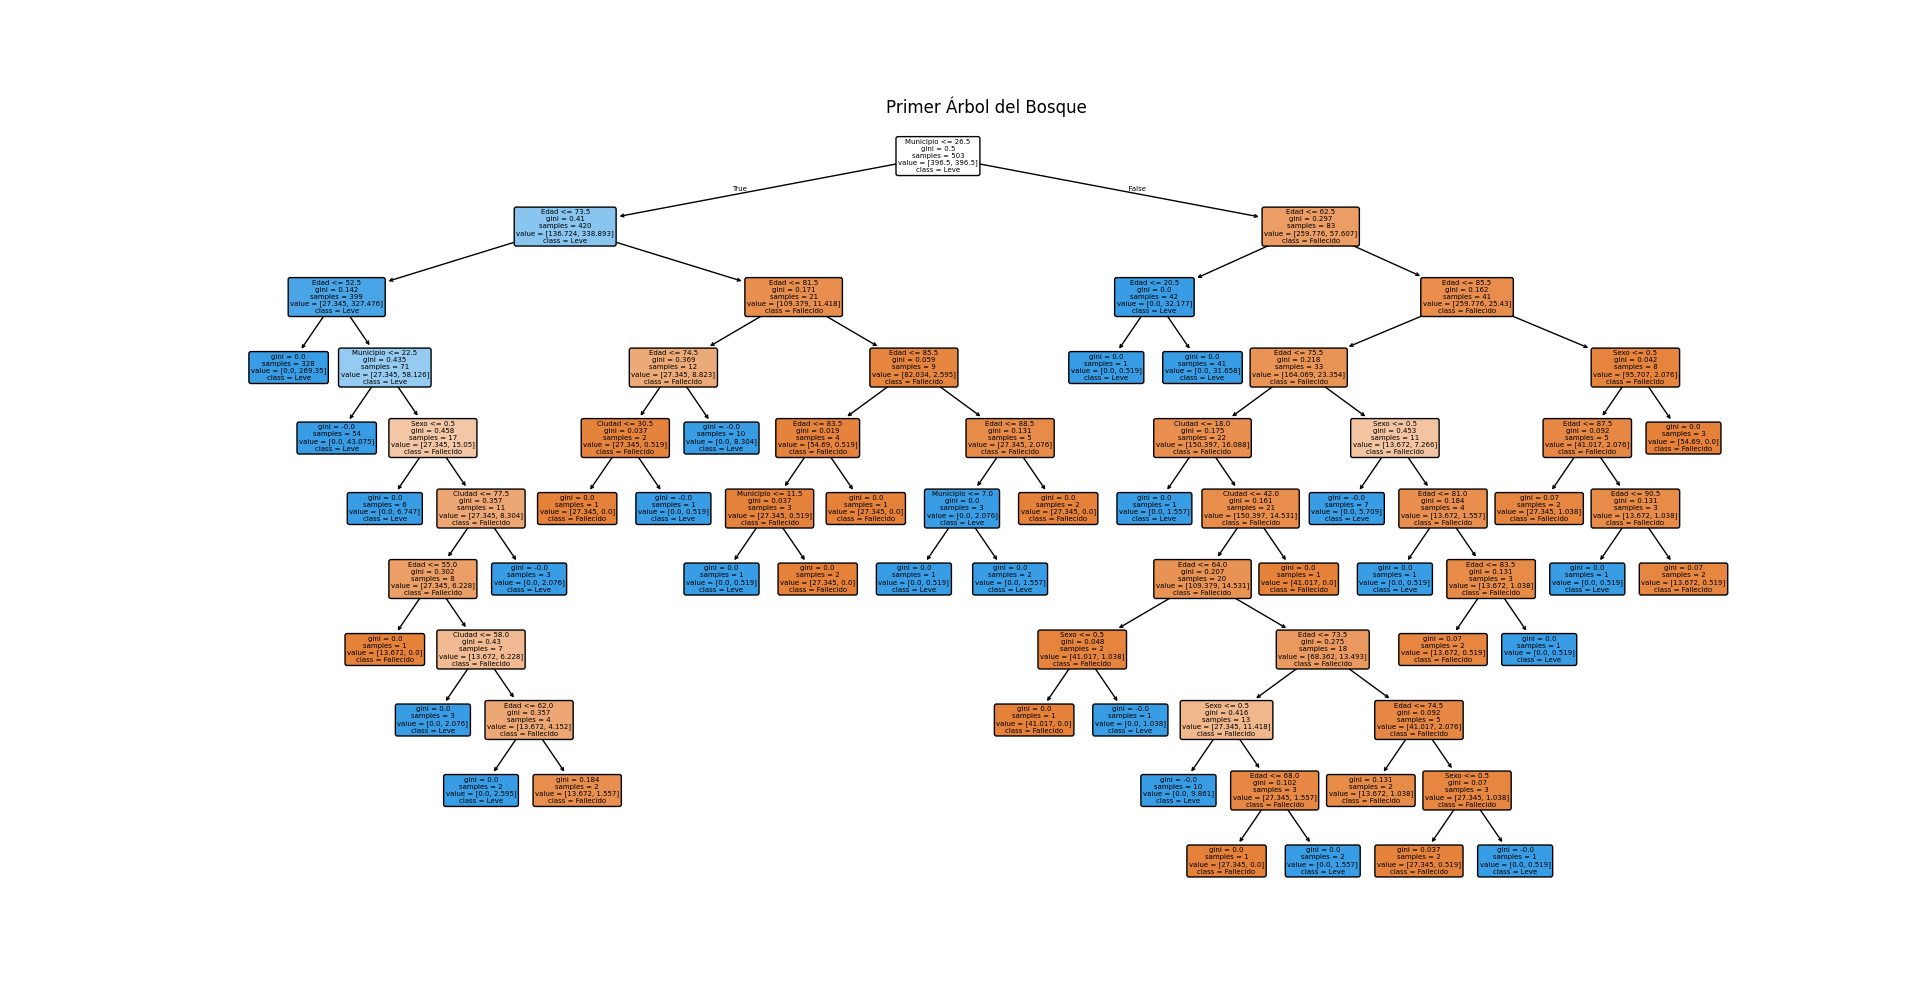 Primer Árbol del Bosque
Municipio <= 26.5
gini = 0.5
samples = 503
value = [396.5, 396.5]
class = Leve
True
False
Edad <= 73.5
gini = 0.41
samples = 420
value = [136.724, 338.893]
class = Leve
Edad <= 62.5
gini = 0.297
samples = 83
value = [259.776, 57.607]
class = Fallecido
Edad <= 52.5
gini = 0.142
samples = 399
value = [27.345, 327.476]
class = Leve
Edad <= 81.5
gini = 0.171
samples = 21
value = [109.379, 11.418]
class = Fallecido
Edad <= 20.5
gini = 0.0
samples = 42
value = [0.0, 32.177]
class = Leve
Edad <= 85.5
gini = 0.162
samples = 41
value = [259.776, 25.43]
class = Fallecido
gini = 0.0
samples = 328
value = [0.0, 269.35]
class = Leve
Municipio <= 22.5
gini = 0.435
samples = 71
value = [27.345, 58.126]
class = Leve
Edad <= 74.5
gini = 0.369
samples = 12
value = [27.345, 8.823]
class = Fallecido
Edad <= 85.5
gini = 0.059
samples = 9
value = [82.034, 2.595]
class = Fallecido
gini = 0.0
samples = 1
value = [0.0, 0.519]
class = Leve
gini = 0.0
samples = 41
value = [0.0, 31.658]
class = Leve
Edad <= 75.5
gini = 0.218
samples = 33
value = [164.069, 23.354]
class = Fallecido
Sexo <= 0.5
gini = 0.042
samples = 8
value = [95.707, 2.076]
class = Fallecido
gini = -0.0
samples = 54
value = [0.0, 43.075]
class = Leve
Sexo <= 0.5
gini = 0.458
samples = 17
value = [27.345, 15.05]
class = Fallecido
Ciudad <= 30.5
gini = 0.037
samples = 2
value = [27.345, 0.519]
class = Fallecido
gini = -0.0
samples = 10
value = [0.0, 8.304]
class = Leve
Edad <= 83.5
gini = 0.019
samples = 4
value = [54.69, 0.519]
class = Fallecido
Edad <= 88.5
gini = 0.131
samples = 5
value = [27.345, 2.076]
class = Fallecido
Ciudad <= 18.0
gini = 0.175
samples = 22
value = [150.397, 16.088]
class = Fallecido
Sexo <= 0.5
gini = 0.453
samples = 11
value = [13.672, 7.266]
class = Fallecido
Edad <= 87.5
gini = 0.092
samples = 5
value = [41.017, 2.076]
class = Fallecido
gini = 0.0
samples = 3
value = [54.69, 0.0]
class = Fallecido
gini = 0.0
samples = 6
value = [0.0, 6.747]
class = Leve
Ciudad <= 77.5
gini = 0.357
samples = 11
value = [27.345, 8.304]
class = Fallecido
gini = 0.0
samples = 1
value = [27.345, 0.0]
class = Fallecido
gini = -0.0
samples = 1
value = [0.0, 0.519]
class = Leve
Municipio <= 11.5
gini = 0.037
samples = 3
value = [27.345, 0.519]
class = Fallecido
gini = 0.0
samples = 1
value = [27.345, 0.0]
class = Fallecido
Municipio <= 7.0
gini = 0.0
samples = 3
value = [0.0, 2.076]
class = Leve
gini = 0.0
samples = 2
value = [27.345, 0.0]
class = Fallecido
gini = 0.0
samples = 1
value = [0.0, 1.557]
class = Leve
Ciudad <= 42.0
gini = 0.161
samples = 21
value = [150.397, 14.531]
class = Fallecido
gini = -0.0
samples = 7
value = [0.0, 5.709]
class = Leve
Edad <= 81.0
gini = 0.184
samples = 4
value = [13.672, 1.557]
class = Fallecido
gini = 0.07
samples = 2
value = [27.345, 1.038]
class = Fallecido
Edad <= 90.5
gini = 0.131
samples = 3
value = [13.672, 1.038]
class = Fallecido
Edad <= 55.0
gini = 0.302
samples = 8
value = [27.345, 6.228]
class = Fallecido
gini = -0.0
samples = 3
value = [0.0, 2.076]
class = Leve
gini = 0.0
samples = 1
value = [0.0, 0.519]
class = Leve
gini = 0.0
samples = 2
value = [27.345, 0.0]
class = Fallecido
gini = 0.0
samples = 1
value = [0.0, 0.519]
class = Leve
gini = 0.0
samples = 2
value = [0.0, 1.557]
class = Leve
Edad <= 64.0
gini = 0.207
samples = 20
value = [109.379, 14.531]
class = Fallecido
gini = 0.0
samples = 1
value = [41.017, 0.0]
class = Fallecido
gini = 0.0
samples = 1
value = [0.0, 0.519]
class = Leve
Edad <= 83.5
gini = 0.131
samples = 3
value = [13.672, 1.038]
class = Fallecido
gini = 0.0
samples = 1
value = [0.0, 0.519]
class = Leve
gini = 0.07
samples = 2
value = [13.672, 0.519]
class = Fallecido
gini = 0.0
samples = 1
value = [13.672, 0.0]
class = Fallecido
Ciudad <= 58.0
gini = 0.43
samples = 7
value = [13.672, 6.228]
class = Fallecido
Sexo <= 0.5
gini = 0.048
samples = 2
value = [41.017, 1.038]
class = Fallecido
Edad <= 73.5
gini = 0.275
samples = 18
value = [68.362, 13.493]
class = Fallecido
gini = 0.07
samples = 2
value = [13.672, 0.519]
class = Fallecido
gini = 0.0
samples = 1
value = [0.0, 0.519]
class = Leve
gini = 0.0
samples = 3
value = [0.0, 2.076]
class = Leve
Edad <= 62.0
gini = 0.357
samples = 4
value = [13.672, 4.152]
class = Fallecido
gini = 0.0
samples = 1
value = [41.017, 0.0]
class = Fallecido
gini = -0.0
samples = 1
value = [0.0, 1.038]
class = Leve
Sexo <= 0.5
gini = 0.416
samples = 13
value = [27.345, 11.418]
class = Fallecido
Edad <= 74.5
gini = 0.092
samples = 5
value = [41.017, 2.076]
class = Fallecido
gini = 0.0
samples = 2
value = [0.0, 2.595]
class = Leve
gini = 0.184
samples = 2
value = [13.672, 1.557]
class = Fallecido
gini = -0.0
samples = 10
value = [0.0, 9.861]
class = Leve
Edad <= 68.0
gini = 0.102
samples = 3
value = [27.345, 1.557]
class = Fallecido
gini = 0.131
samples = 2
value = [13.672, 1.038]
class = Fallecido
Sexo <= 0.5
gini = 0.07
samples = 3
value = [27.345, 1.038]
class = Fallecido
gini = 0.0
samples = 1
value = [27.345, 0.0]
class = Fallecido
gini = 0.0
samples = 2
value = [0.0, 1.557]
class = Leve
gini = 0.037
samples = 2
value = [27.345, 0.519]
class = Fallecido
gini = -0.0
samples = 1
value = [0.0, 0.519]
class = Leve